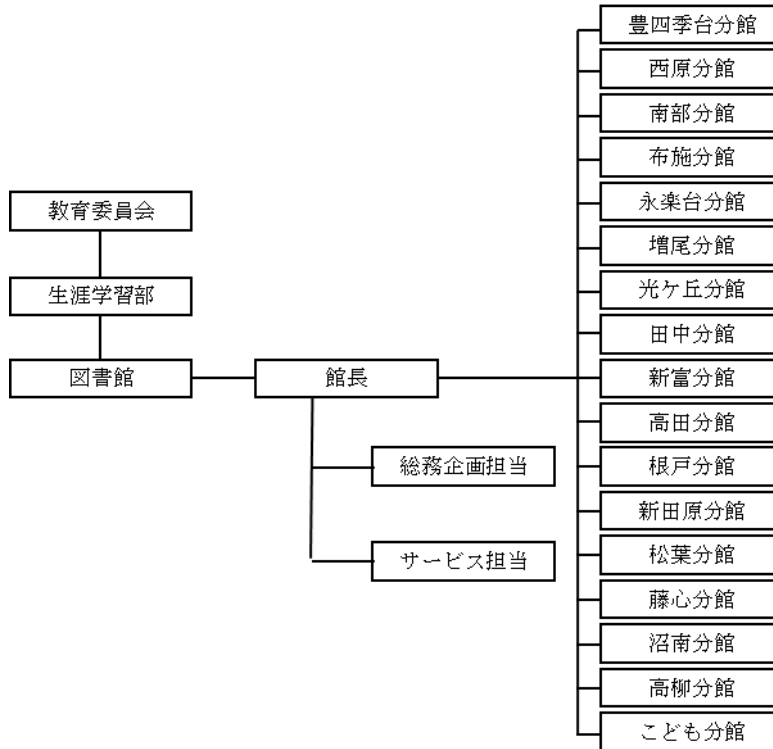 教育委員会
生涯学習部
図書館
館長
総務企画担当
サービス担当
豊四季台分館
西原分館
南部分館
布施分館
永楽台分館
増尾分館
光ケ丘分館
田中分館
新富分館
高田分館
根戸分館
新田原分館
松葉分館
藤心分館
沼南分館
高柳分館
こども分館